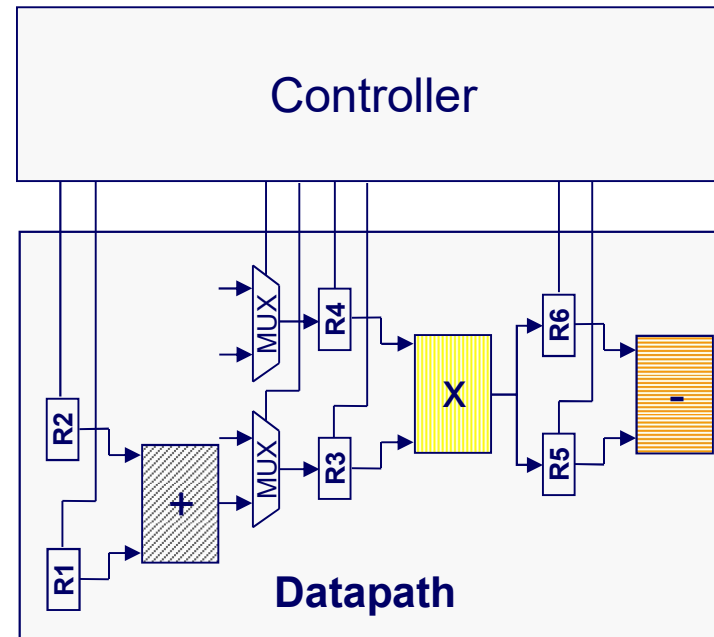 Controller
MUX
R4
R6
X
-
R2
MUX
R3
R5
+
R1
Datapath